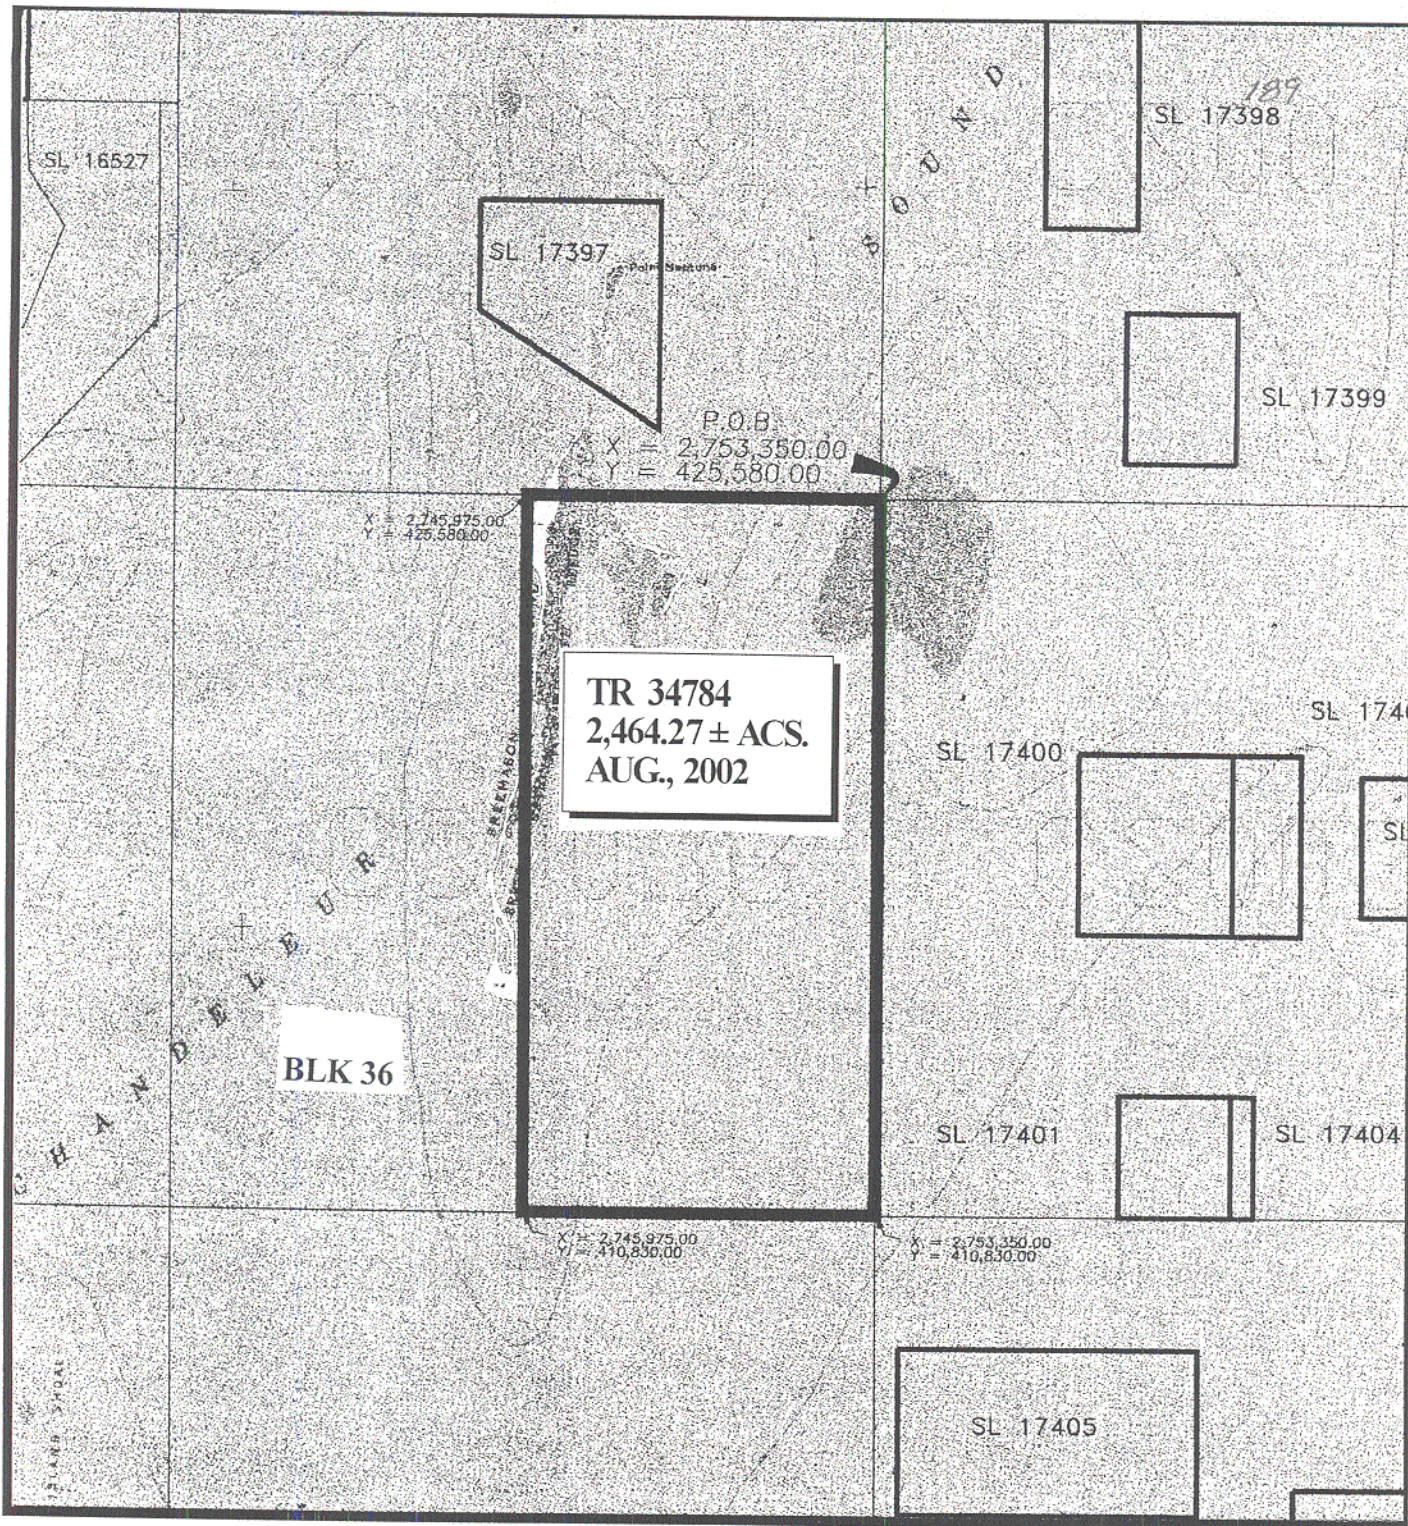 189
SL 17398
SL 16527
SOUND
SL 17397
Point Neptune
SL 17399
P.O.B.
X = 2,753,350.00
Y = 425,580.00
X = 2,745,975.00
Y = 425,580.00
TR 34784
2,464.27 ± ACS.
AUG., 2002
SL 17400
SL 174
SL
CHANDELEUR
BLK 36
SL 17401
SL 17404
X = 2,745,975.00
Y = 410,830.00
X = 2,753,350.00
Y = 410,830.00
ISLAND SHOAL
SL 17405